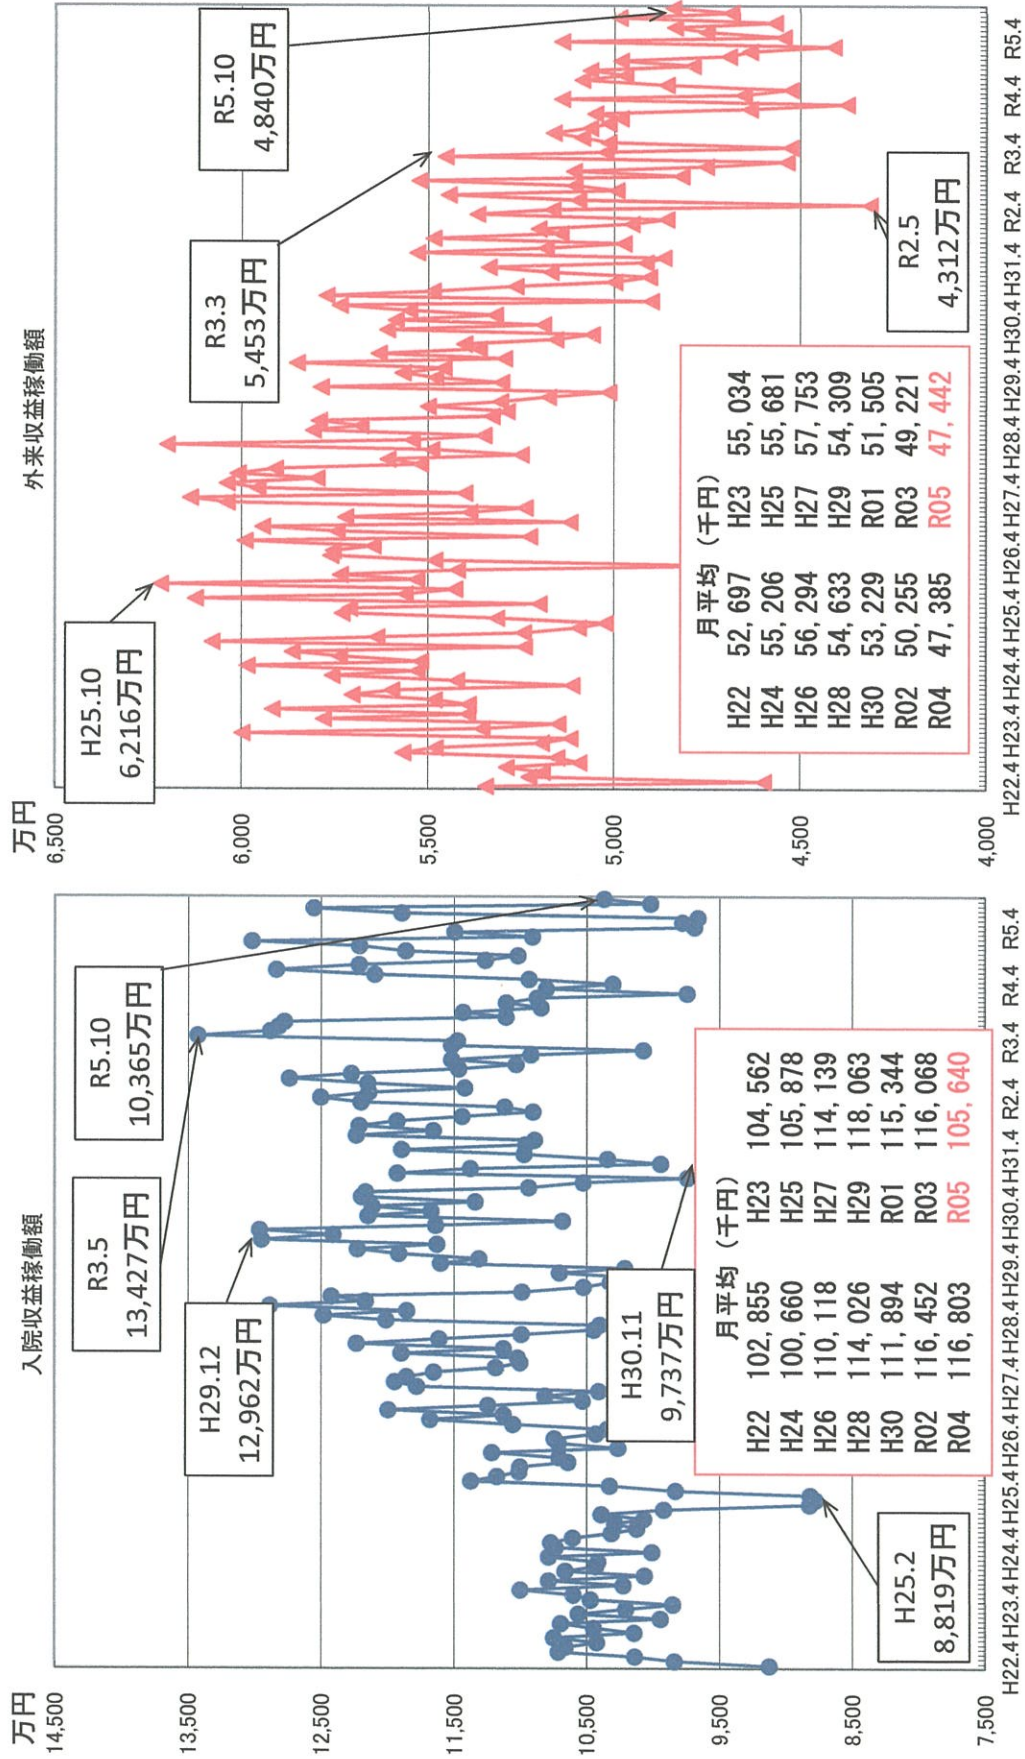 入院収益稼働額
万円
14,500
13,500
12,500
11,500
10,500
9,500
8,500
7,500
H22.4 H23.4 H24.4 H25.4 H26.4 H27.4 H28.4 H29.4 H30.4 H31.4 R2.4 R3.4 R4.4 R5.4
R3.5
13,427万円
R5.10
10,365万円
H29.12
12,962万円
H30.11
9,737万円
H25.2
8,819万円
月平均（千円）
H22 102,855 H23 104,562
H24 100,660 H25 105,878
H26 110,118 H27 114,139
H28 114,026 H29 118,063
H30 111,894 R01 115,344
R02 116,452 R03 116,068
R04 116,803 R05 105,640
外来収益稼働額
万円
6,500
6,000
5,500
5,000
4,500
4,000
H22.4 H23.4 H24.4 H25.4 H26.4 H27.4 H28.4 H29.4 H30.4 H31.4 R2.4 R3.4 R4.4 R5.4
H25.10
6,216万円
R3.3
5,453万円
R5.10
4,840万円
R2.5
4,312万円
月平均（千円）
H22 52,697 H23 55,034
H24 55,206 H25 55,681
H26 56,294 H27 57,753
H28 54,633 H29 54,309
H30 53,229 R01 51,505
R02 50,255 R03 49,221
R04 47,385 R05 47,442